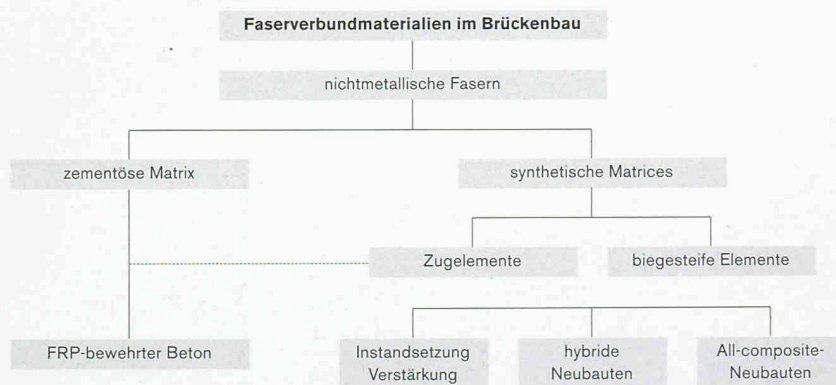 Faserverbundmaterialien im Brückenbau
nichtmetallische Fasern
zementöse Matrix
synthetische Matrices
Zugelemente
biegesteife Elemente
FRP-bewehrter Beton
Instandsetzung
Verstärkung
hybride
Neubauten
All-composite-
Neubauten